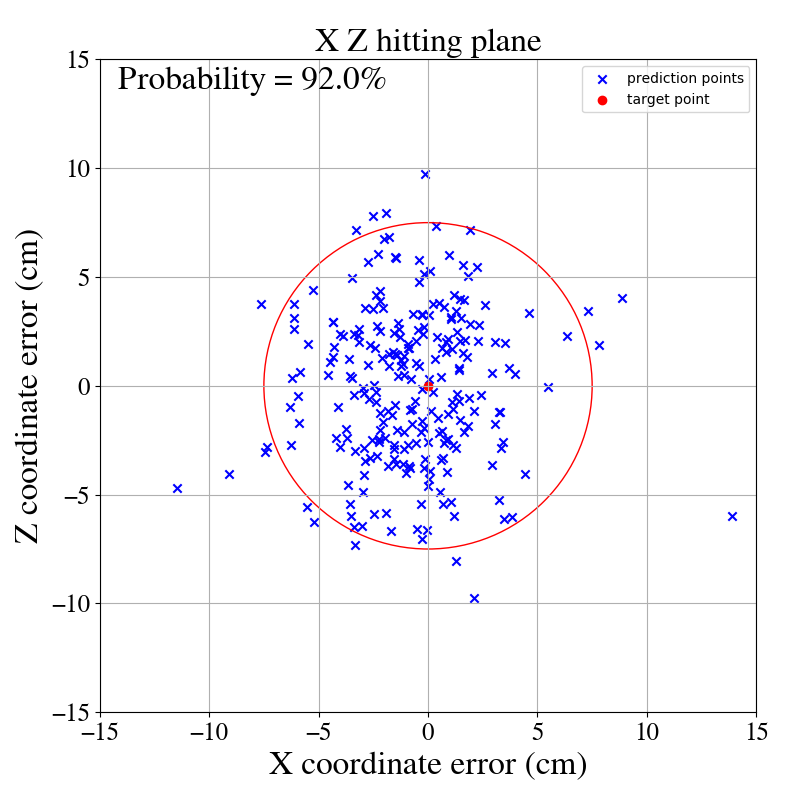 X Z hitting plane
Probability = 92.0%
prediction points
target point
Z coordinate error (cm)
15
10
5
0
−5
−10
−15
−15
−10
−5
0
5
10
15
X coordinate error (cm)